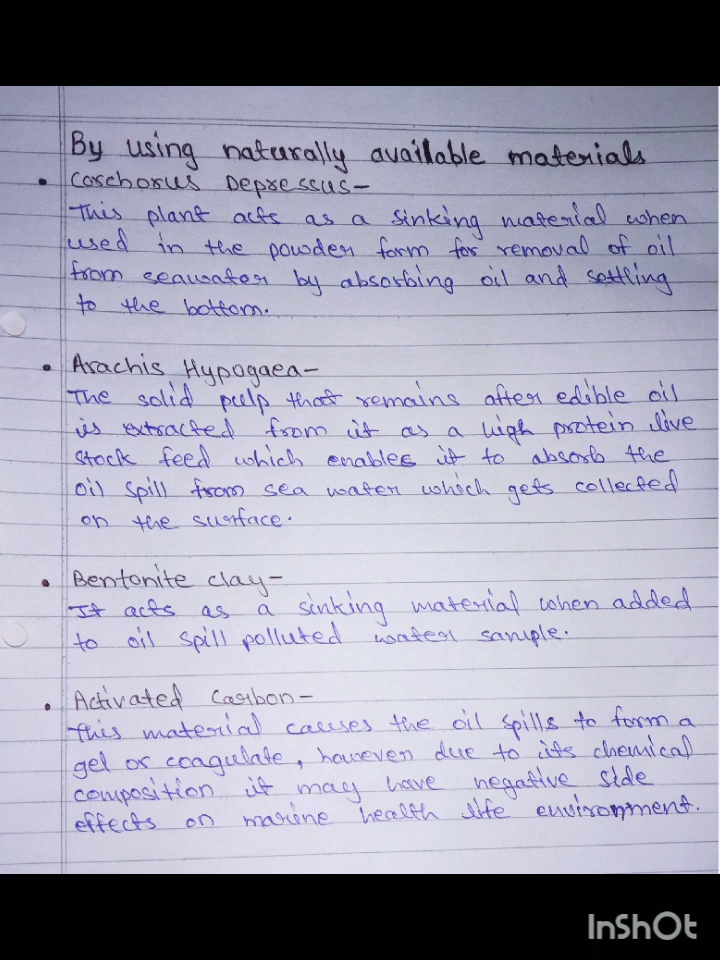 By using naturally available materials
• Corchorus Depressus-
This plant acts as a sinking material when
used in the powder form for removal of oil
from seawater by absorbing oil and settling
to the bottom.
• Arachis Hypogaea-
The solid pulp that remains after edible oil
is extracted from it as a high protein live
stock feed which enables it to absorb the
oil spill from sea water which gets collected
on the surface.
• Bentonite clay-
It acts as a sinking material when added
to oil spill polluted water sample.
• Activated Carbon-
This material causes the oil spills to form a
gel or coagulate, however due to its chemical
composition it may have negative side
effects on marine health life environment.
InShOt